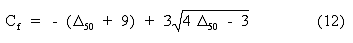 C_f = - (Δ_50 + 9) + 3√(4 Δ_50 - 3) (12)